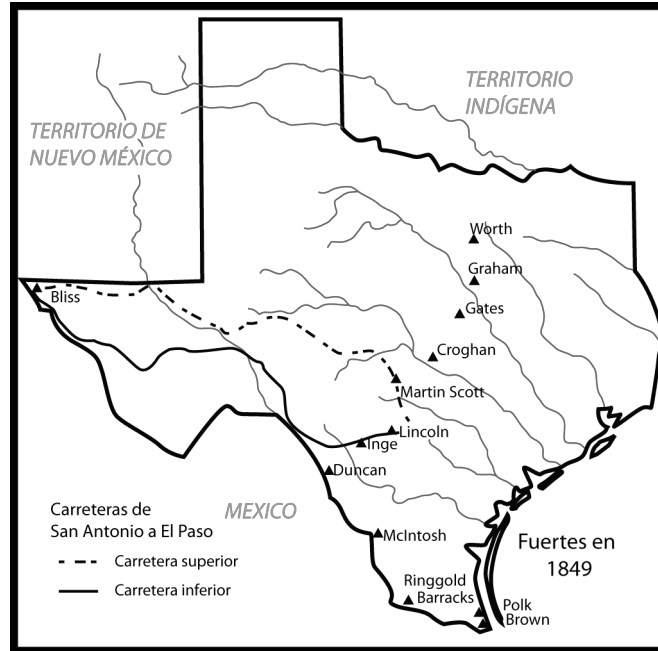 TERRITORIO
INDÍGENA
TERRITORIO DE
NUEVO MÉXICO
Worth
Graham
Bliss
Gates
Croghan
Martin Scott
Lincoln
Inge
Duncan
Carreteras de
San Antonio a El Paso
Carretera superior
Carretera inferior
MEXICO
McIntosh
Fuertes en
1849
Ringgold
Barracks
Polk
Brown